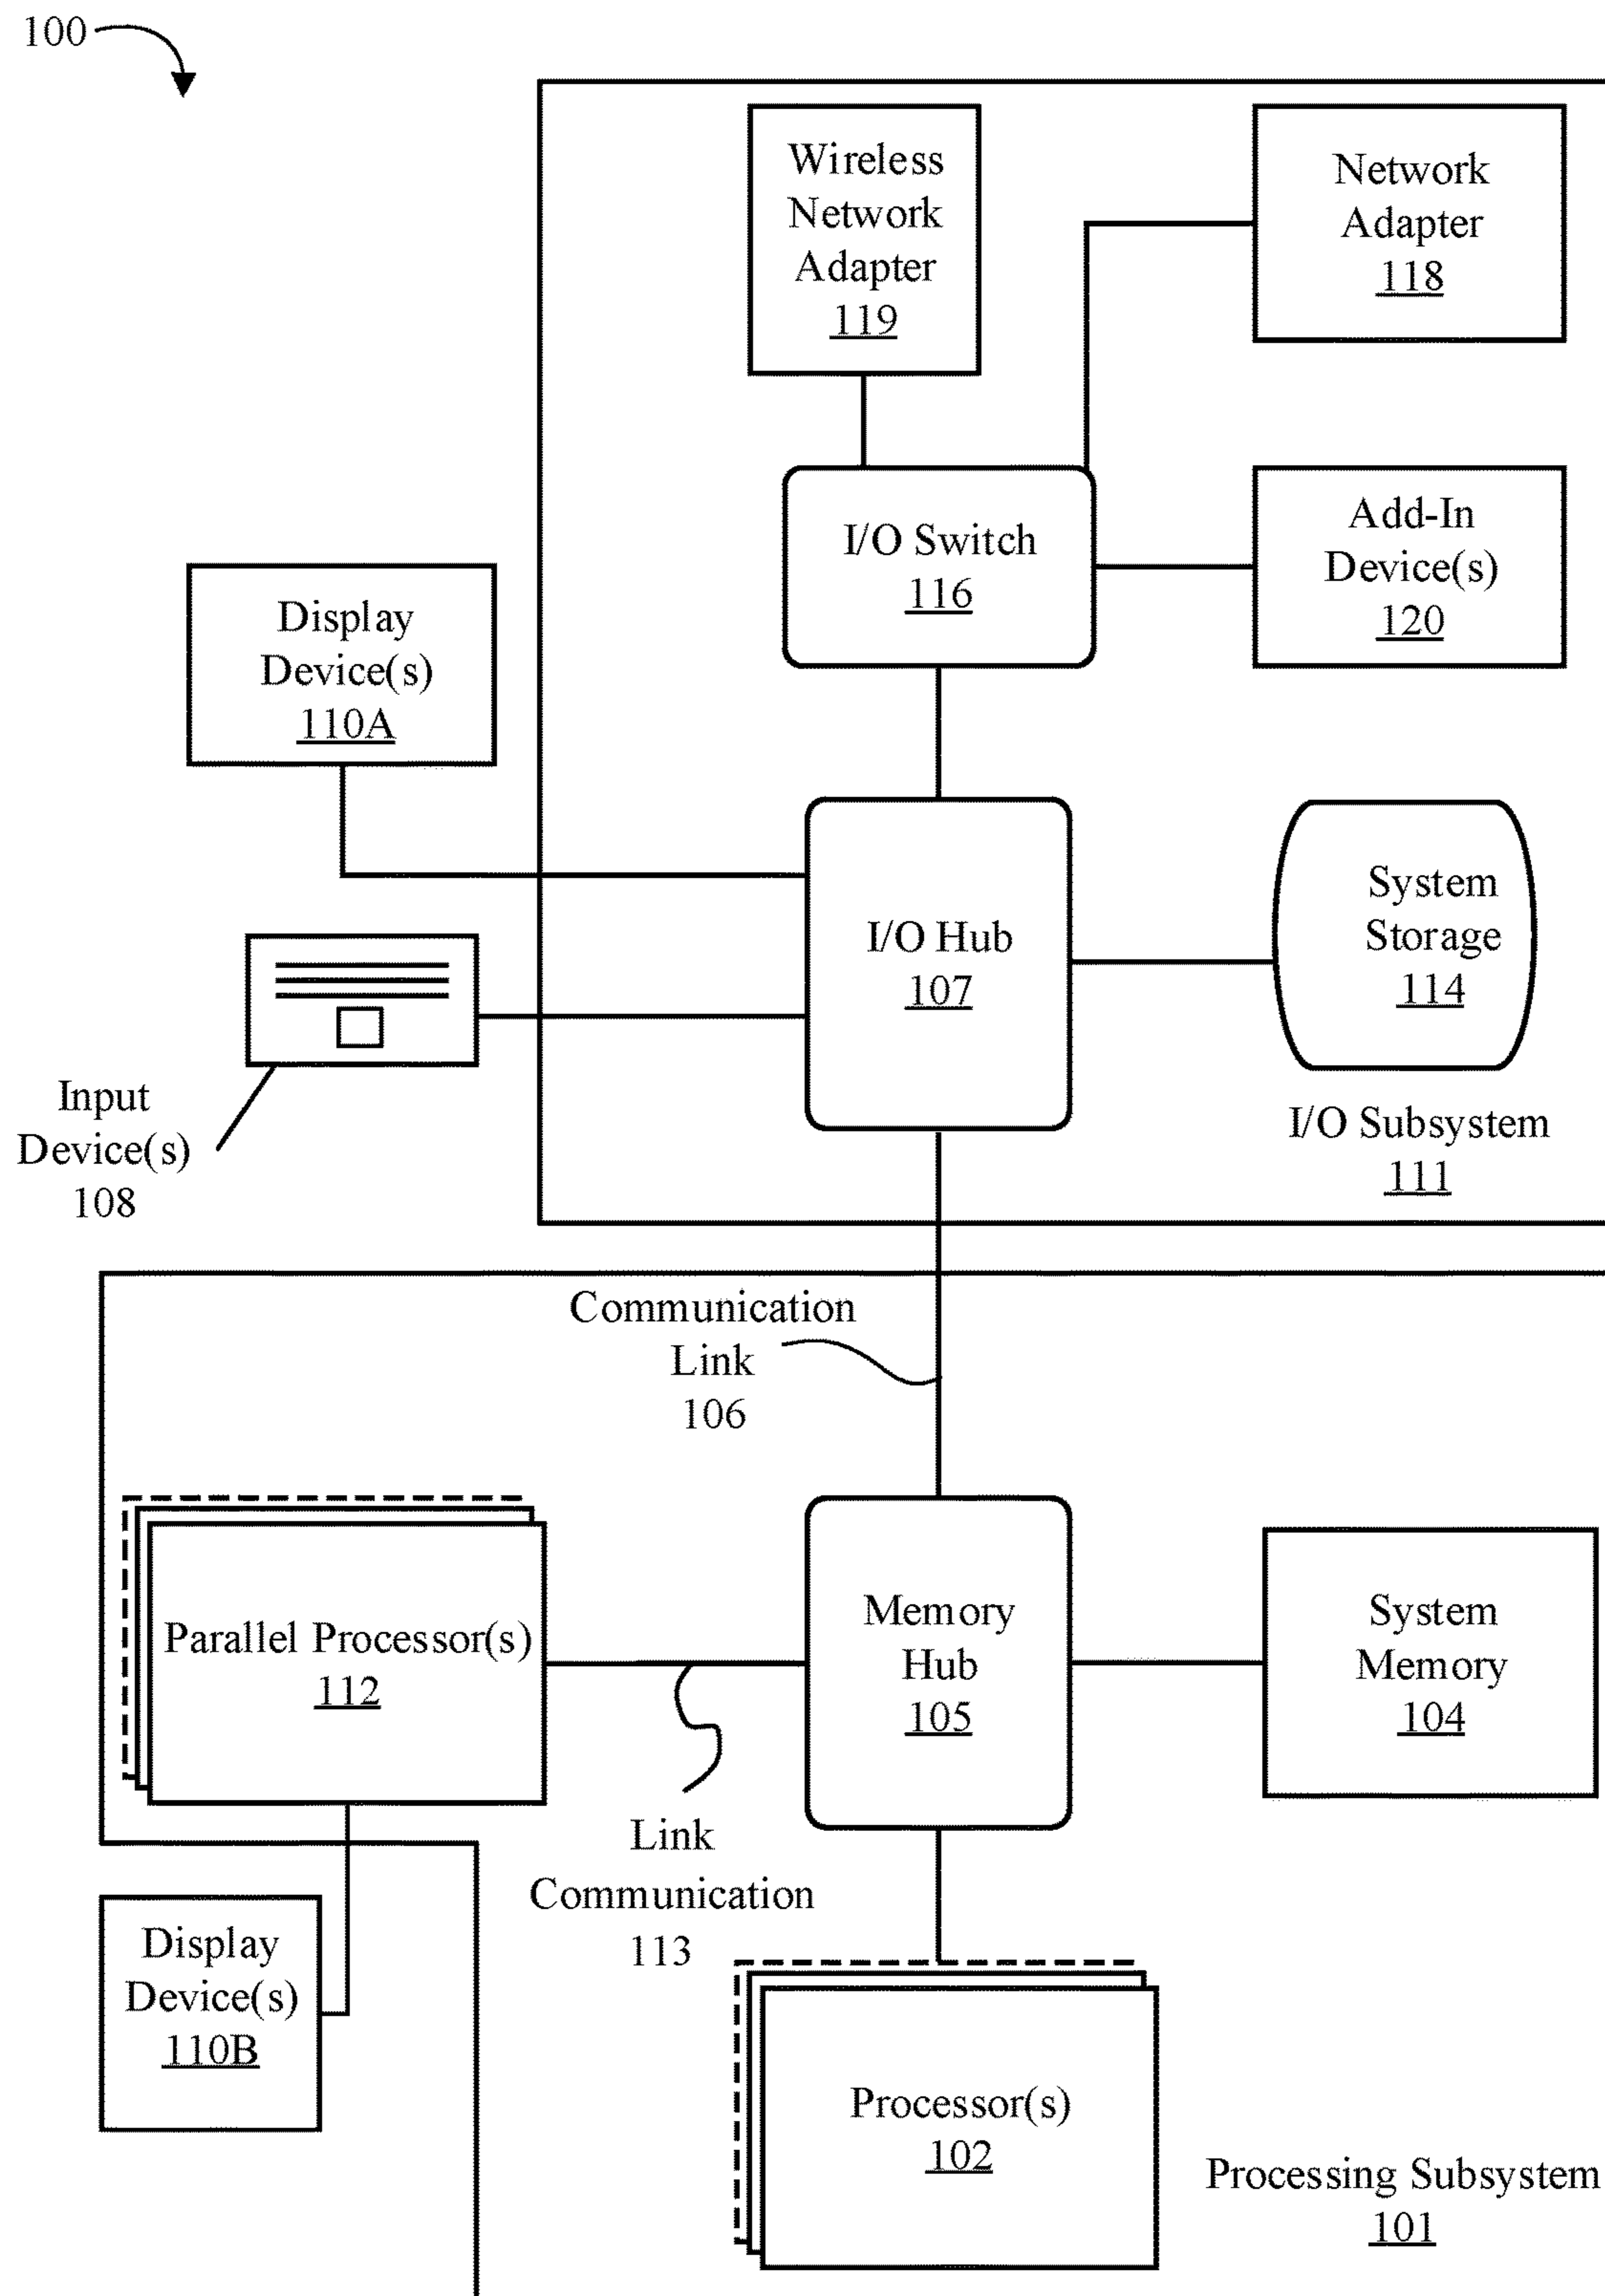 100
Wireless
Network
Adapter
119
Network
Adapter
118
I/O Switch
116
Add-In
Device(s)
120
Display
Device(s)
110A
I/O Hub
107
System
Storage
114
Input
Device(s)
108
I/O Subsystem
111
Communication
Link
106
Parallel Processor(s)
112
Memory
Hub
105
System
Memory
104
Link
Communication
113
Display
Device(s)
110B
Processor(s)
102
Processing Subsystem
101